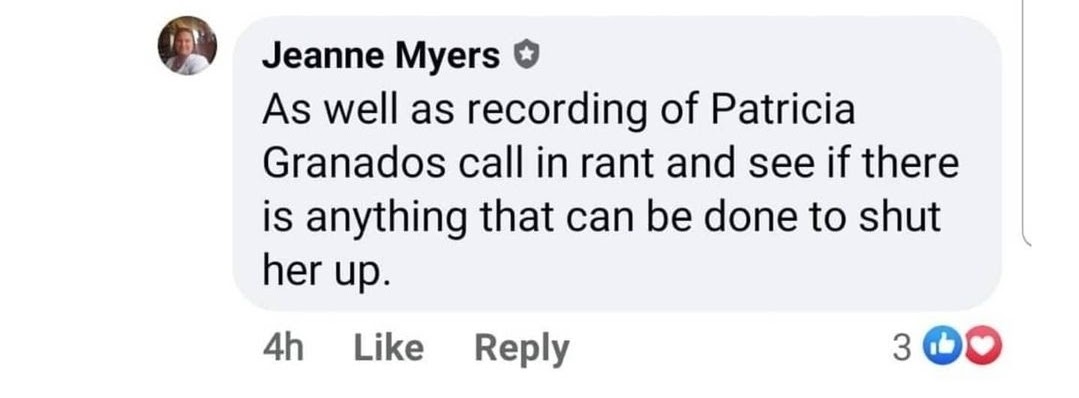 Jeanne Myers
As well as recording of Patricia
Granados call in rant and see if there
is anything that can be done to shut
her up.
4h Like Reply 3